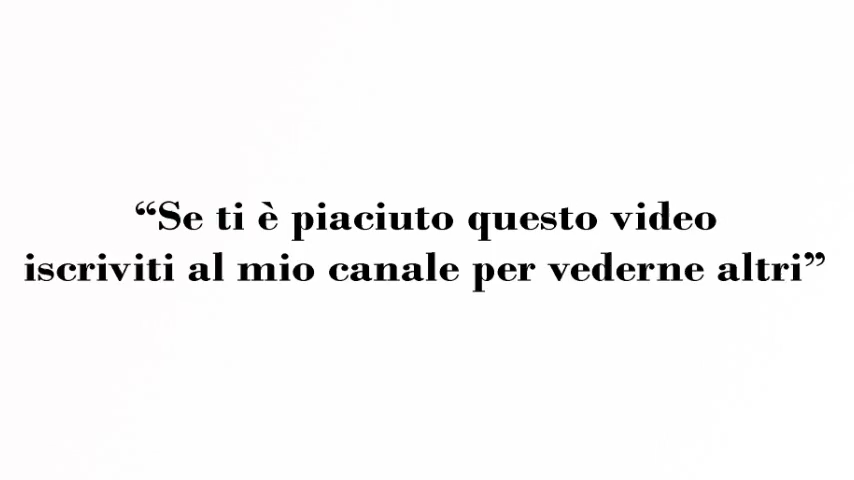 “Se ti è piaciuto questo video
iscriviti al mio canale per vederne altri”